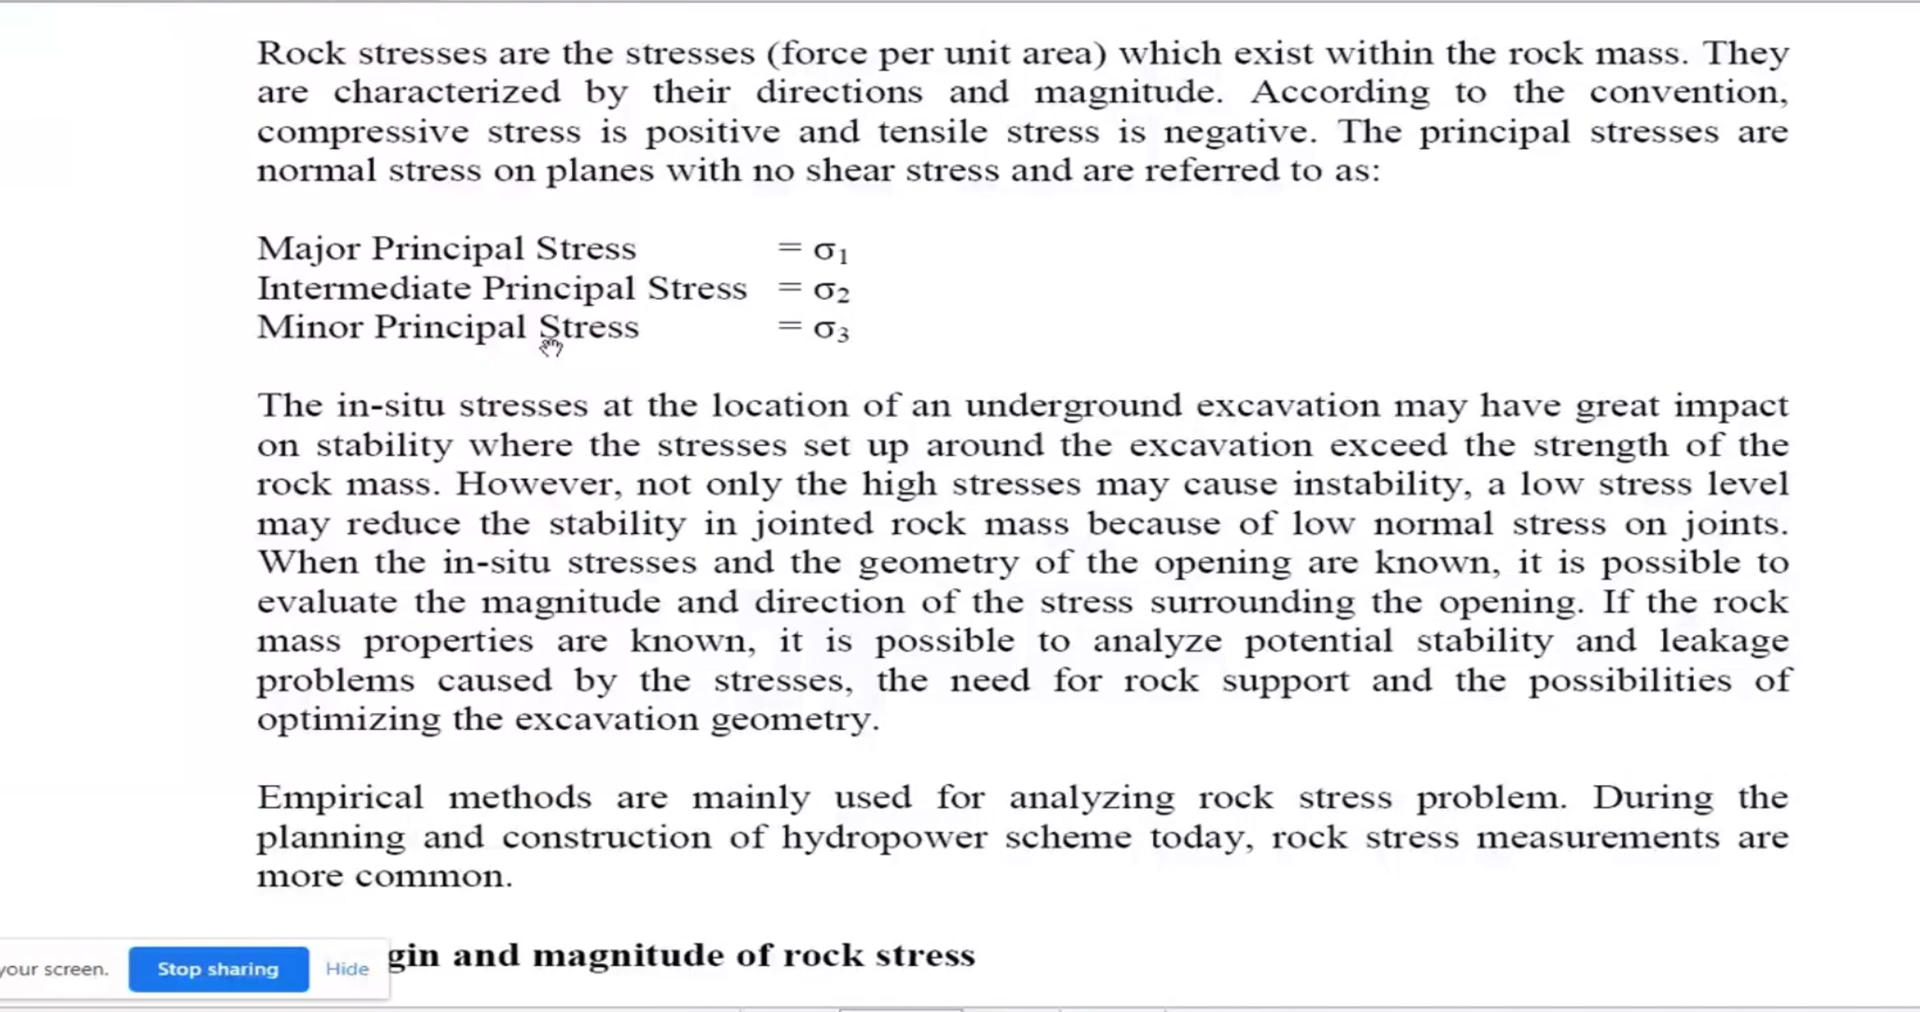 Rock stresses are the stresses (force per unit area) which exist within the rock mass. They
are characterized by their directions and magnitude. According to the convention,
compressive stress is positive and tensile stress is negative. The principal stresses are
normal stress on planes with no shear stress and are referred to as:
Major Principal Stress = σ₁
Intermediate Principal Stress = σ₂
Minor Principal Stress = σ₃
The in-situ stresses at the location of an underground excavation may have great impact
on stability where the stresses set up around the excavation exceed the strength of the
rock mass. However, not only the high stresses may cause instability, a low stress level
may reduce the stability in jointed rock mass because of low normal stress on joints.
When the in-situ stresses and the geometry of the opening are known, it is possible to
evaluate the magnitude and direction of the stress surrounding the opening. If the rock
mass properties are known, it is possible to analyze potential stability and leakage
problems caused by the stresses, the need for rock support and the possibilities of
optimizing the excavation geometry.
Empirical methods are mainly used for analyzing rock stress problem. During the
planning and construction of hydropower scheme today, rock stress measurements are
more common.
gin and magnitude of rock stress
your screen. Stop sharing Hide